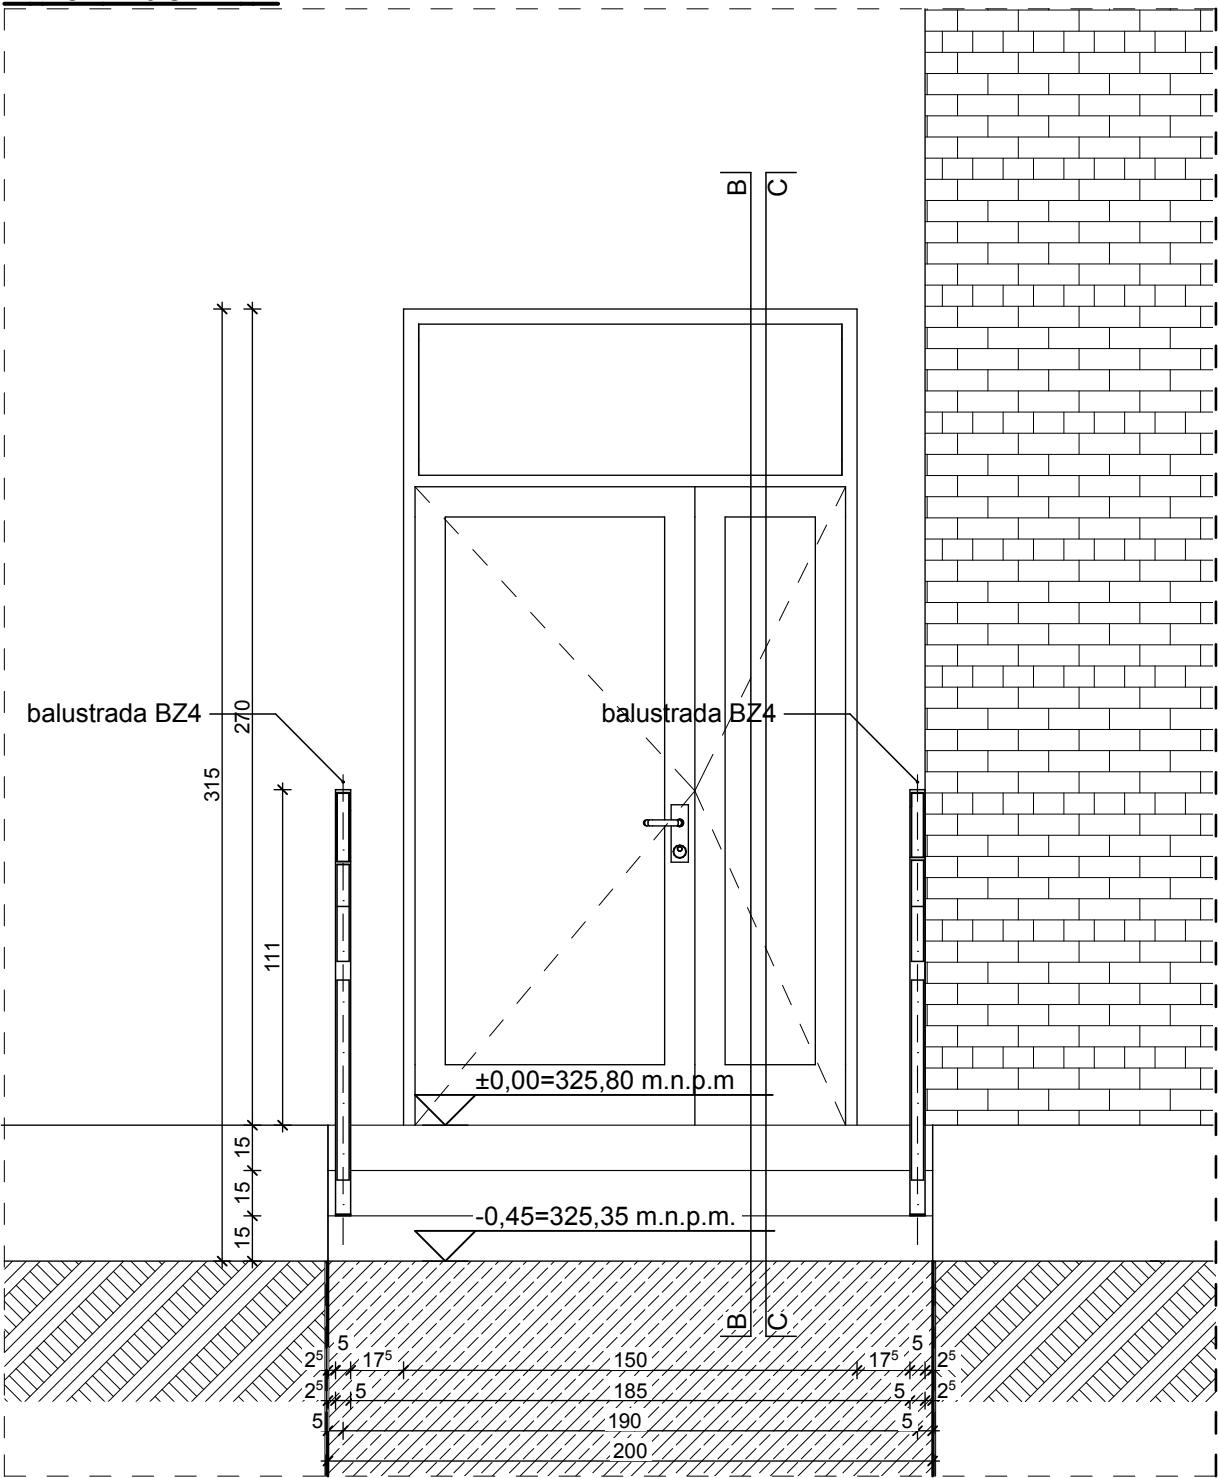 B C
270
315
balustrada BZ4
balustrada BZ4
111
±0,00=325,80 m.n.p.m
15
15
15
-0,45=325,35 m.n.p.m.
B C
2⁵ 5 17⁵ 150 17⁵ 5 2⁵
2⁵ 5 185 5 2⁵
5 190 5
200